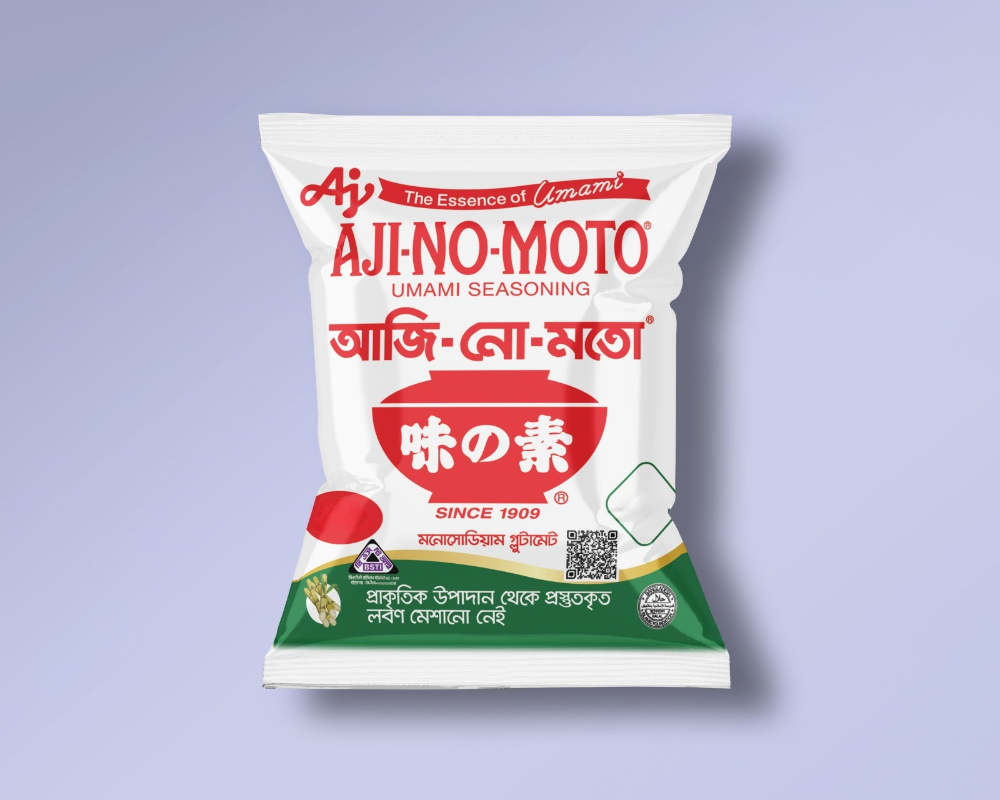 Aj
The Essence of Umami
AJI-NO-MOTO®
UMAMI SEASONING
আজি-নো-মতো®
味の素
®
SINCE 1909
মনোসোডিয়াম গ্লুটামেট
BSTI
প্রাকৃতিক উপাদান থেকে প্রস্তুতকৃত
লবণ মেশানো নেই